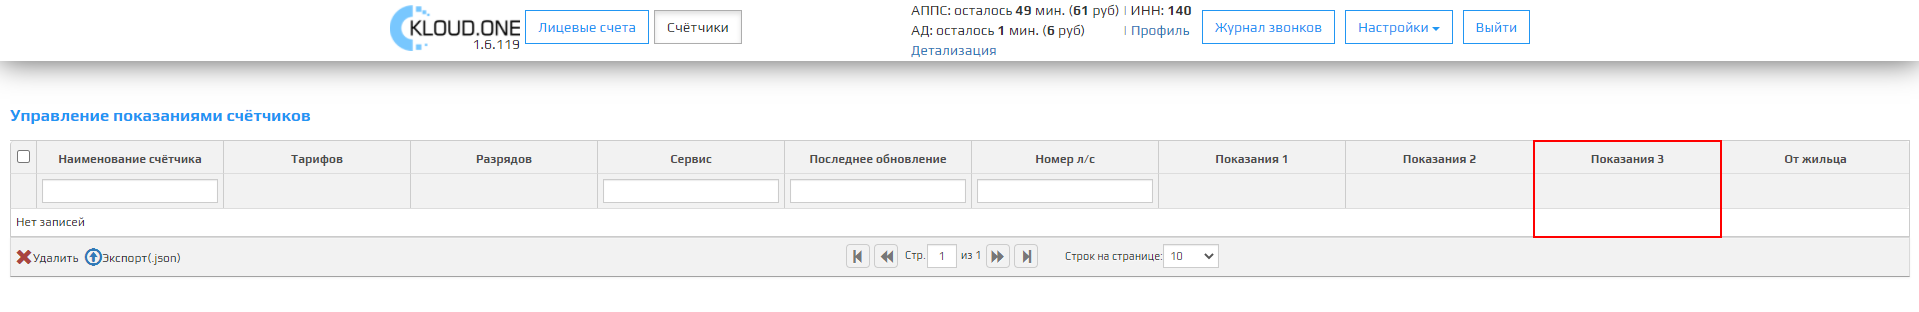 KLOUD.ONE
1.6.119
Лицевые счета
Счётчики
АППС: осталось 49 мин. (61 руб) | ИНН: 140
АД: осталось 1 мин. (6 руб) | Профиль
Детализация
Журнал звонков
Настройки
Выйти
Управление показаниями счётчиков
Наименование счётчика Тарифов Разрядов Сервис Последнее обновление Номер л/с Показания 1 Показания 2 Показания 3 От жильца
Нет записей
Удалить Экспорт(.json) Стр. 1 из 1 Строк на странице: 10